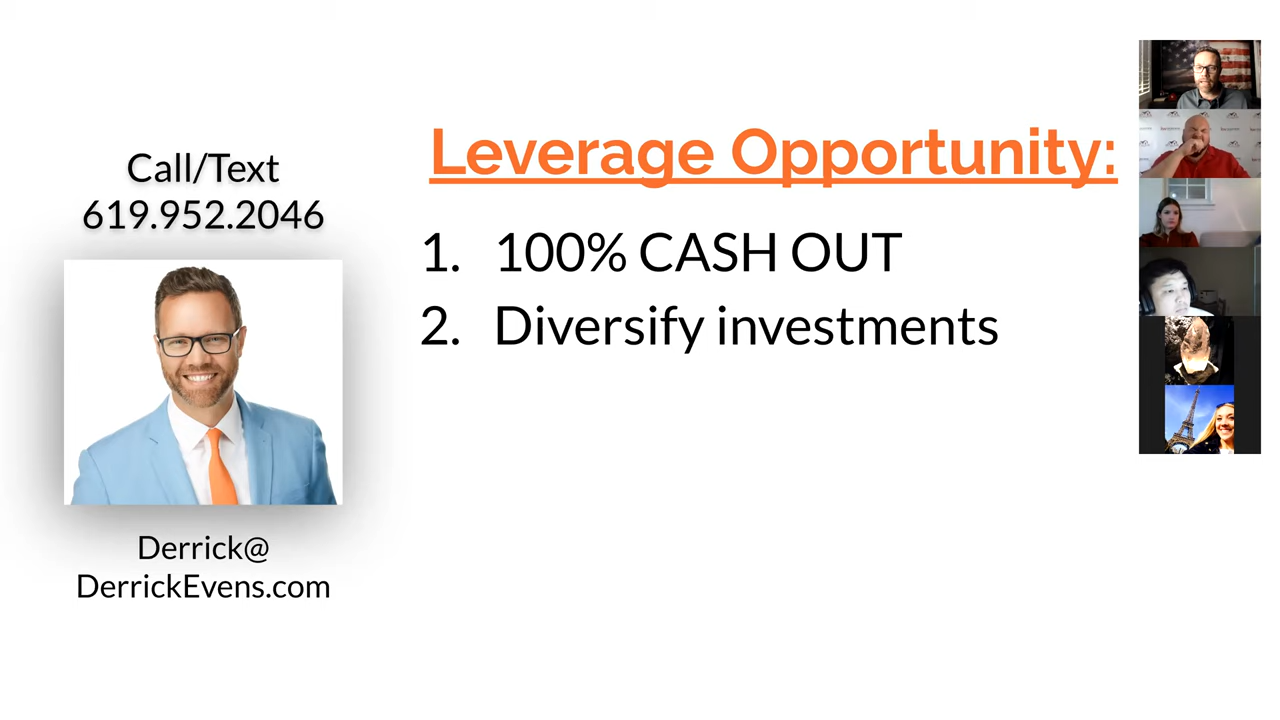 Call/Text
619.952.2046
Derrick@
DerrickEvens.com
Leverage Opportunity:
1. 100% CASH OUT
2. Diversify investments